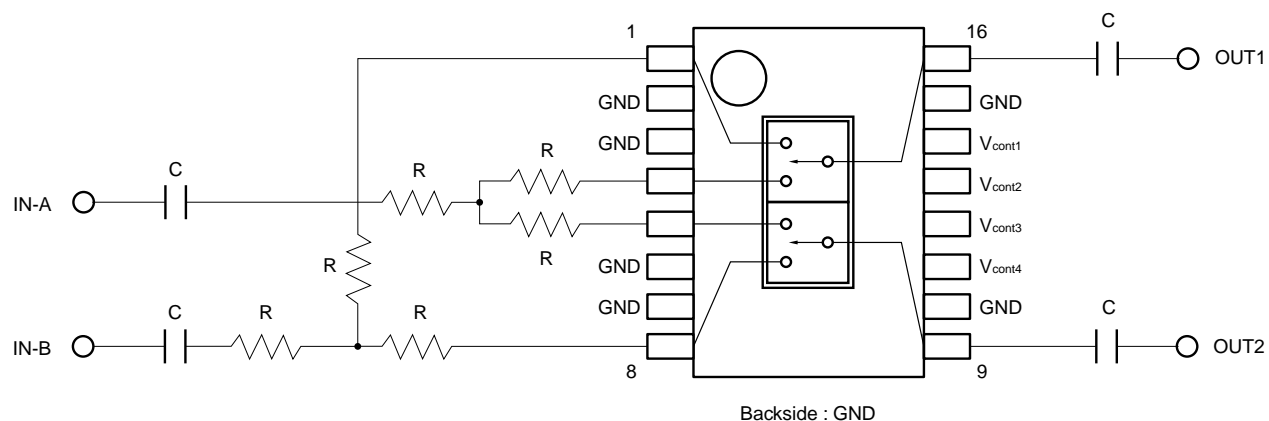 C
1
16
OUT1
GND
GND
GND
Vcont1
C
R
R
Vcont2
IN-A
Vcont3
R
R
GND
Vcont4
C
R
R
GND
GND
C
IN-B
OUT2
8
9
Backside : GND